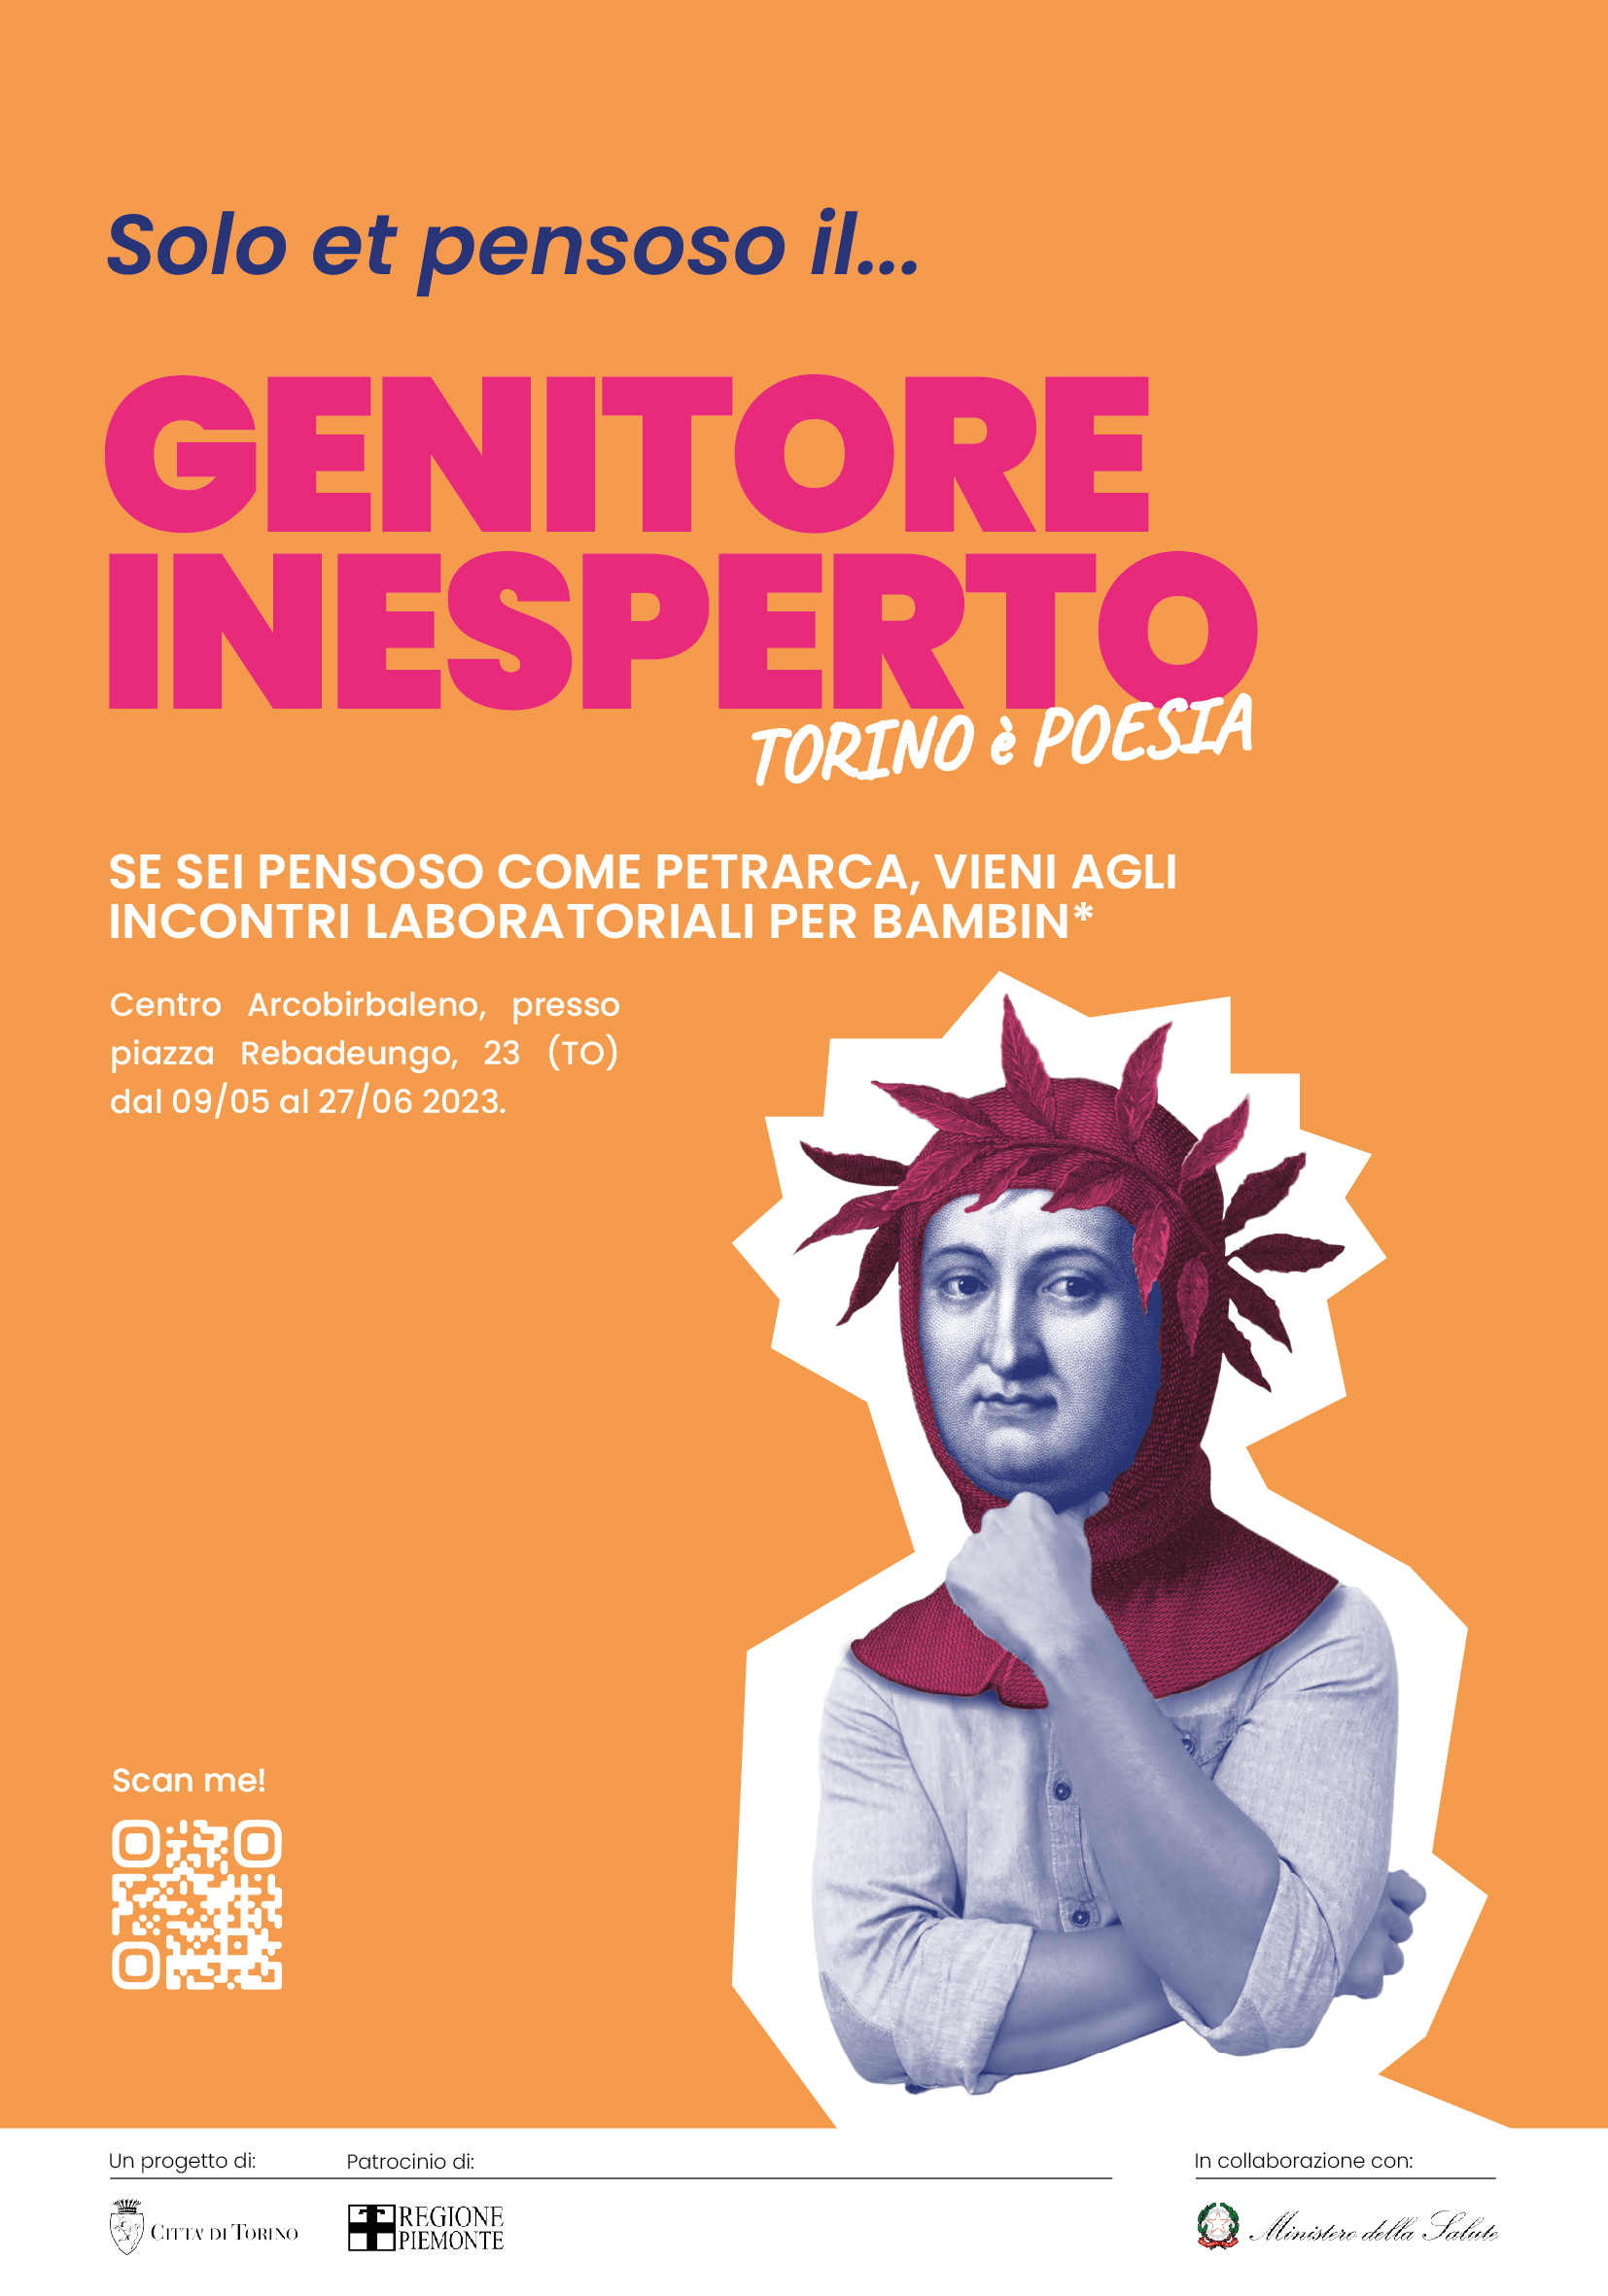 Solo et pensoso il...
GENITORE
INESPERTO
TORINO è POESIA
SE SEI PENSOSO COME PETRARCA, VIENI AGLI
INCONTRI LABORATORIALI PER BAMBIN*
Centro Arcobirbaleno, presso
piazza Rebadeungo, 23 (TO)
dal 09/05 al 27/06 2023.
Scan me!
Un progetto di:
Patrocinio di:
In collaborazione con:
CITTA' DI TORINO
REGIONE
PIEMONTE
Ministero della Salute